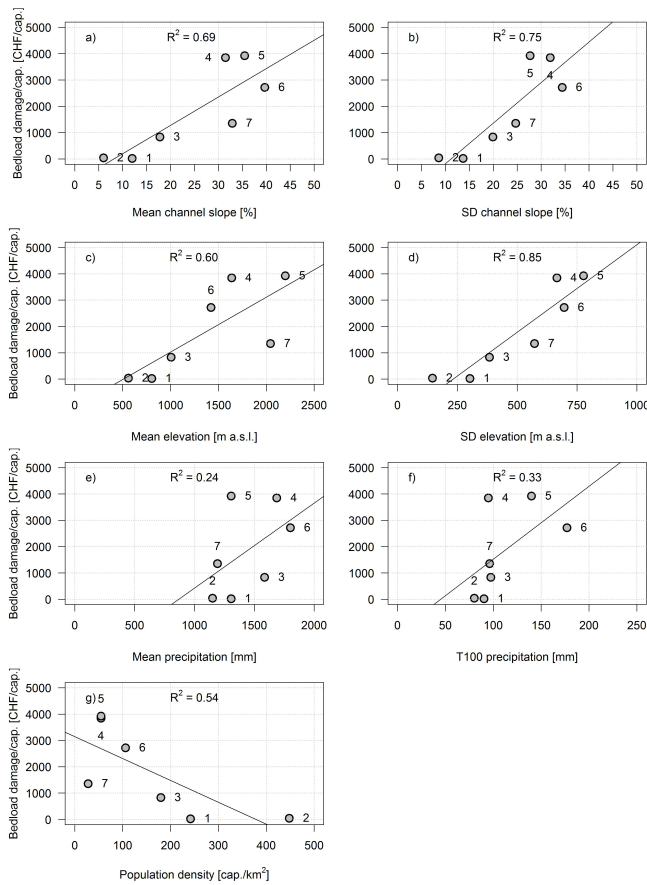 a)
R² = 0.69
Bedload damage/cap. [CHF/cap.]
5000
4000
3000
2000
1000
0
4
5
6
7
3
2
1
0 5 10 15 20 25 30 35 40 45 50
Mean channel slope [%]
b)
R² = 0.75
5000
4000
3000
2000
1000
0
5
4
6
7
3
2
1
0 5 10 15 20 25 30 35 40 45 50
SD channel slope [%]
c)
R² = 0.60
Bedload damage/cap. [CHF/cap.]
5000
4000
3000
2000
1000
0
4
5
6
7
3
2
1
0 500 1000 1500 2000 2500
Mean elevation [m a.s.l.]
d)
R² = 0.85
5000
4000
3000
2000
1000
0
4
5
6
7
3
2
1
0 250 500 750 1000
SD elevation [m a.s.l.]
e)
R² = 0.24
Bedload damage/cap. [CHF/cap.]
5000
4000
3000
2000
1000
0
5
4
6
7
3
2
1
0 500 1000 1500 2000
Mean precipitation [mm]
f)
R² = 0.33
5000
4000
3000
2000
1000
0
4
5
6
7
3
2
1
0 50 100 150 200 250
T100 precipitation [mm]
g)
R² = 0.54
Bedload damage/cap. [CHF/cap.]
5000
4000
3000
2000
1000
0
5
4
6
7
3
1
2
0 100 200 300 400 500
Population density [cap./km²]